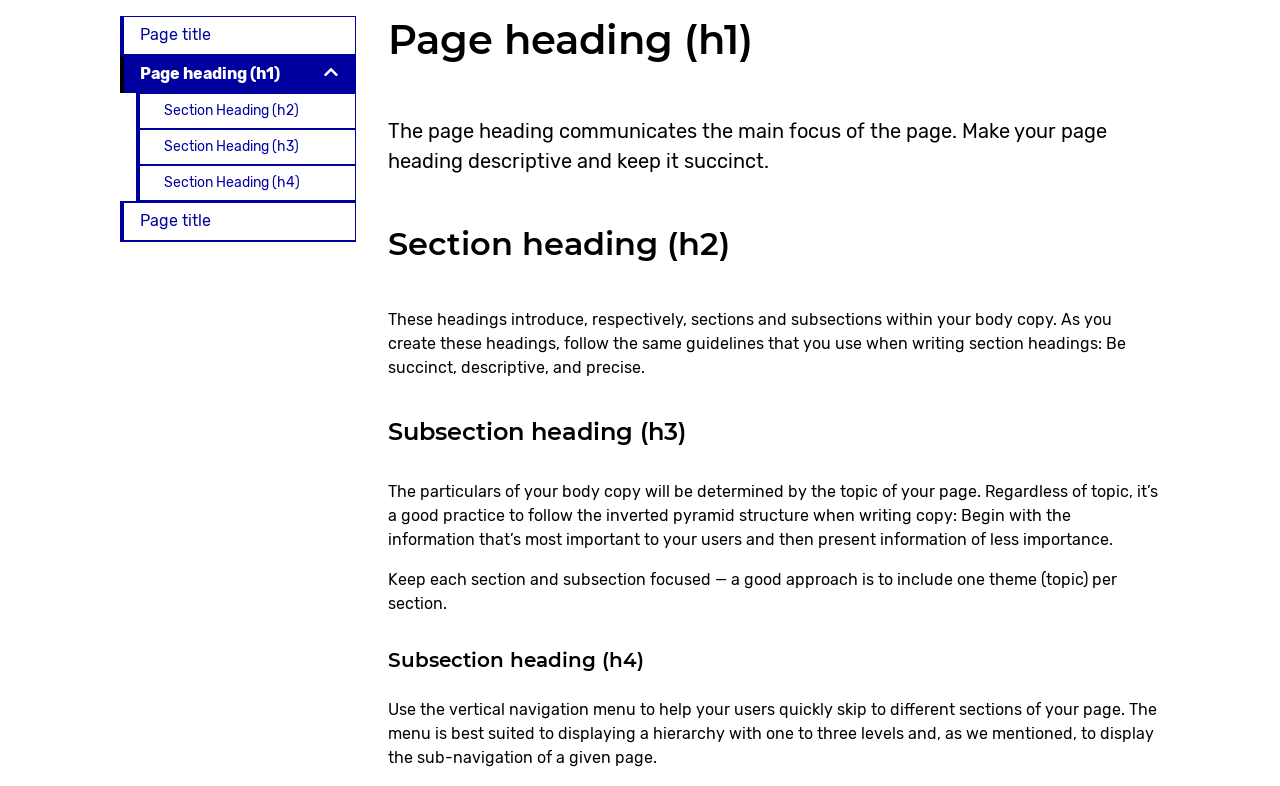 Page title
Page heading (h1)
Section Heading (h2)
Section Heading (h3)
Section Heading (h4)
Page title
Page heading (h1)
The page heading communicates the main focus of the page. Make your page
heading descriptive and keep it succinct.
Section heading (h2)
These headings introduce, respectively, sections and subsections within your body copy. As you
create these headings, follow the same guidelines that you use when writing section headings: Be
succinct, descriptive, and precise.
Subsection heading (h3)
The particulars of your body copy will be determined by the topic of your page. Regardless of topic, it’s
a good practice to follow the inverted pyramid structure when writing copy: Begin with the
information that’s most important to your users and then present information of less importance.
Keep each section and subsection focused — a good approach is to include one theme (topic) per
section.
Subsection heading (h4)
Use the vertical navigation menu to help your users quickly skip to different sections of your page. The
menu is best suited to displaying a hierarchy with one to three levels and, as we mentioned, to display
the sub-navigation of a given page.